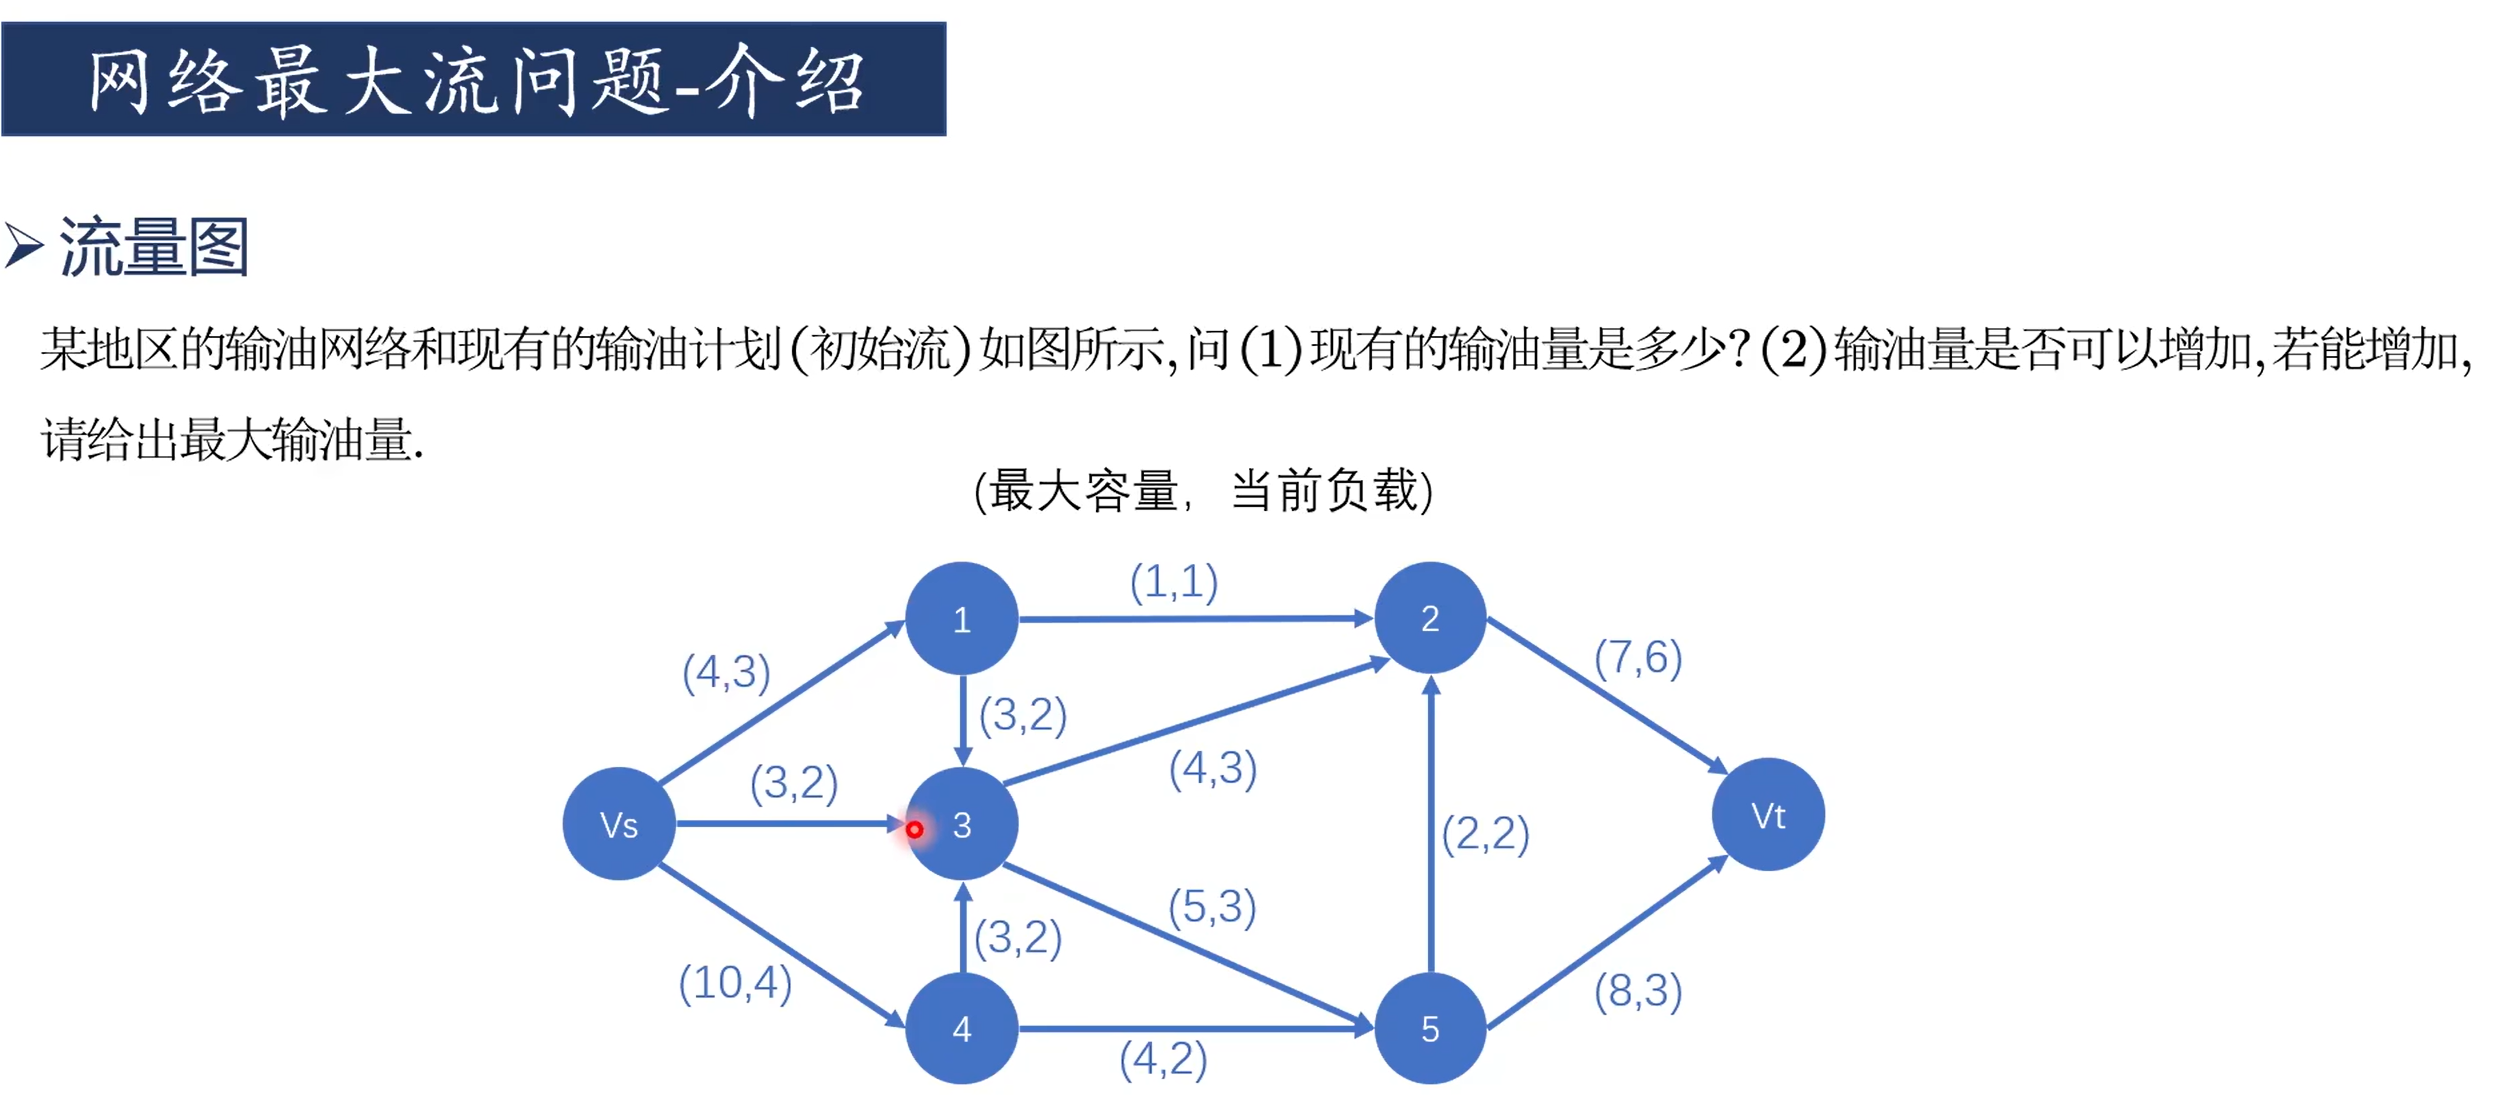 网络最大流问题-介绍
流量图
某地区的输油网络和现有的输油计划(初始流)如图所示,问(1)现有的输油量是多少?(2)输油量是否可以增加,若能增加,
请给出最大输油量.
(最大容量, 当前负载)
(1,1)
1
2
(4,3)
(7,6)
(3,2)
(3,2)
(4,3)
Vs
3
(2,2)
Vt
(5,3)
(3,2)
(10,4)
(8,3)
4
5
(4,2)